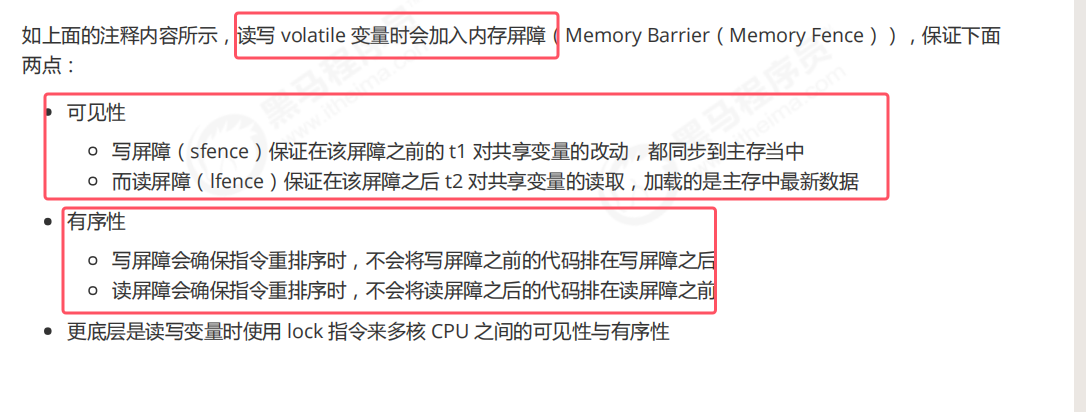 如上面的注释内容所示，读写 volatile 变量时会加入内存屏障（Memory Barrier（Memory Fence）），保证下面
两点：
可见性
写屏障（sfence）保证在该屏障之前的 t1 对共享变量的改动，都同步到主存当中
而读屏障（lfence）保证在该屏障之后 t2 对共享变量的读取，加载的是主存中最新数据
有序性
写屏障会确保指令重排序时，不会将写屏障之前的代码排在写屏障之后
读屏障会确保指令重排序时，不会将读屏障之后的代码排在读屏障之前
更底层是读写变量时使用 lock 指令来多核 CPU 之间的可见性与有序性
黑马程序员
www.itheima.com
黑马程序员
www.itheima.com